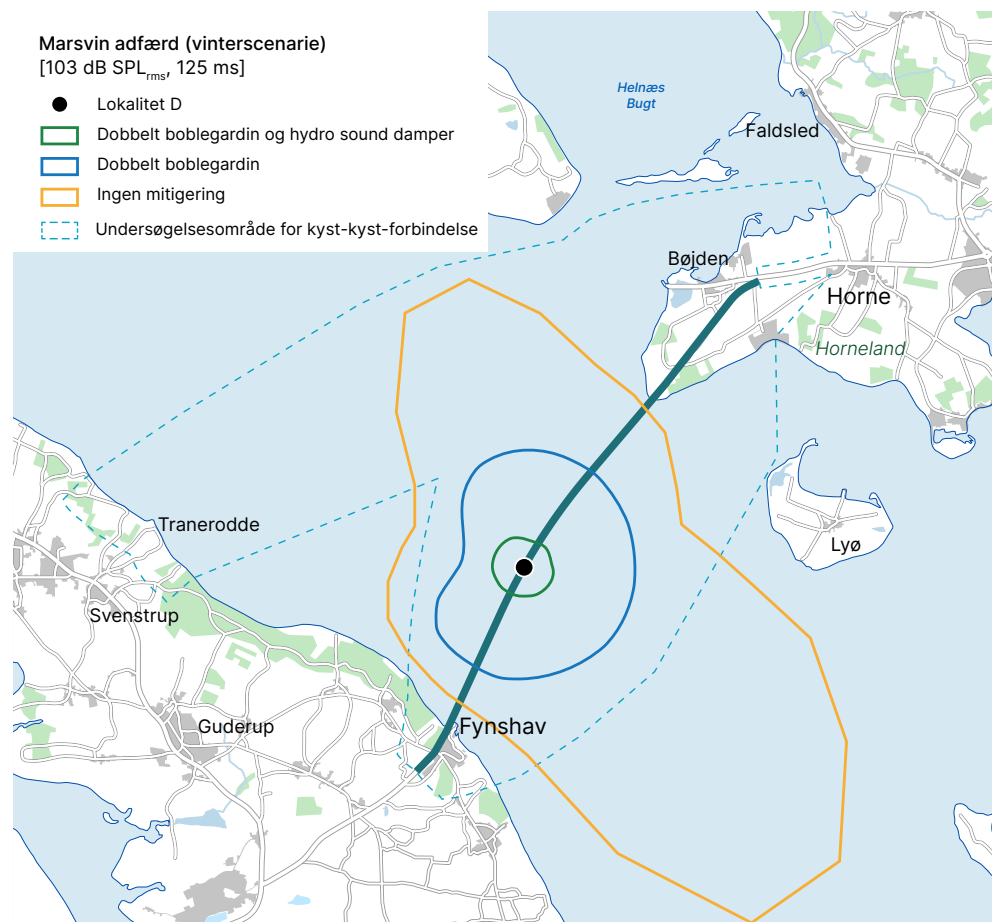 Marsvin adfærd (vinterscenarie)
[103 dB SPLrms, 125 ms]
Lokalitet D
Dobbelt boblegardin og hydro sound damper
Dobbelt boblegardin
Ingen mitigering
Undersøgelsesområde for kyst-kyst-forbindelse
Helnæs
Bugt
Faldsled
Bøjden
Horne
Horneland
Tranerodde
Lyø
Svenstrup
Guderup
Fynshav